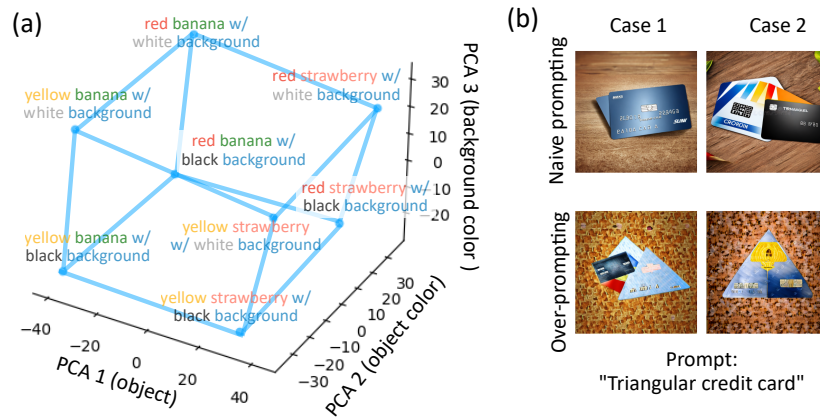 (a)
red banana w/
white background
yellow banana w/
white background
red strawberry w/
white background
red banana w/
black background
red strawberry w/
black background
yellow strawberry
w/ white background
yellow banana w/
black background
yellow strawberry w/
black background
PCA 3 (background color )
30
20
10
0
−10
−20
PCA 2 (object color)
30
20
10
0
−10
−20
−30
PCA 1 (object)
−40
−20
0
20
40
(b)
Case 1
Case 2
Naive prompting
Over-prompting
Prompt:
"Triangular credit card"